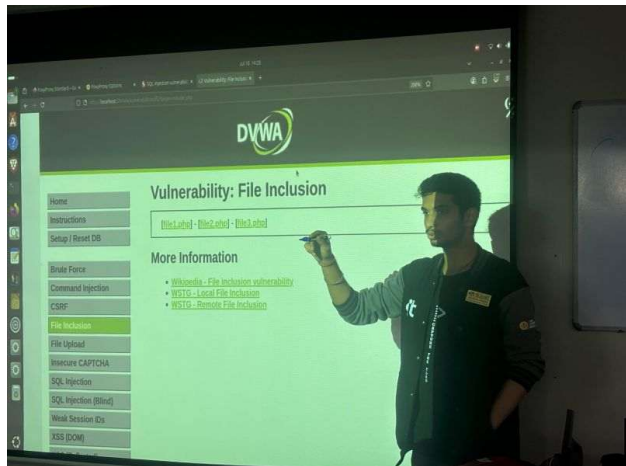 SQL Injection
DVWA
Vulnerability: File Inclusion
[file1.php] - [file2.php] - [file3.php]
More Information
• Wikipedia - File inclusion vulnerability
• WSTG - Local File Inclusion
• WSTG - Remote File Inclusion
Home
Instructions
Setup / Reset DB
Brute Force
Command Injection
CSRF
File Inclusion
File Upload
Insecure CAPTCHA
SQL Injection
SQL Injection (Blind)
Weak Session IDs
XSS (DOM)